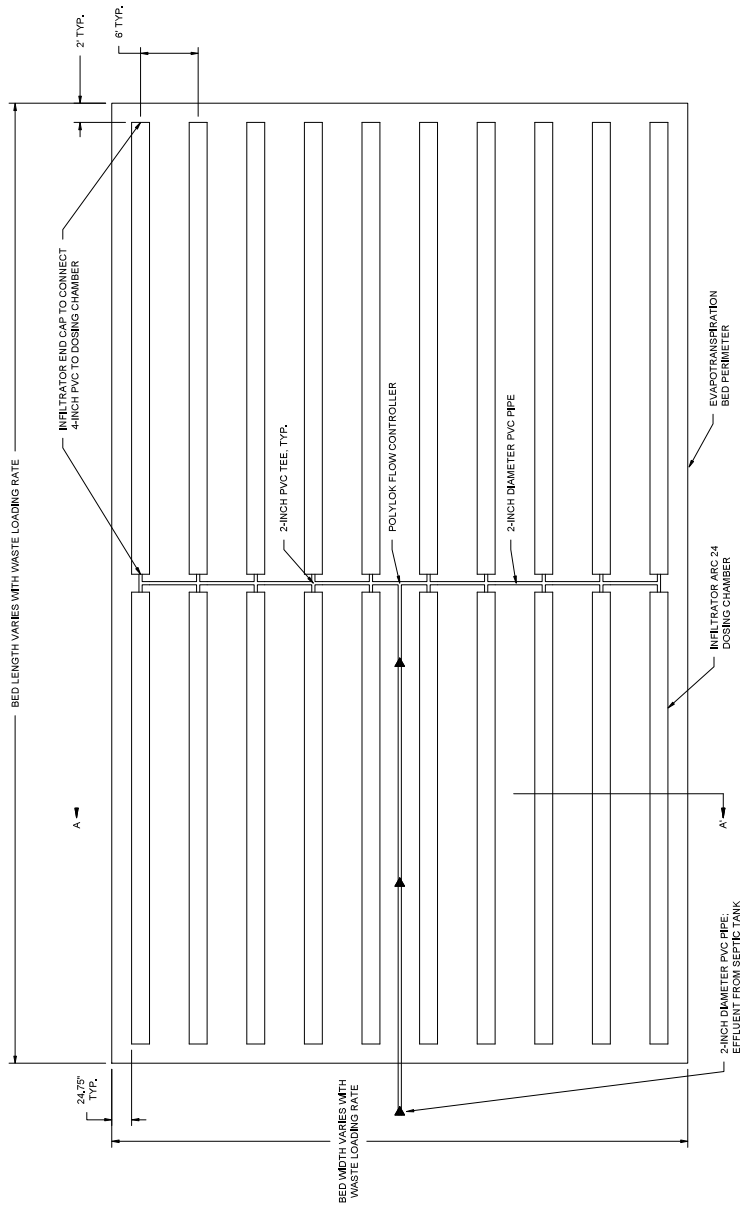 2' TYP.
6' TYP.
BED LENGTH VARIES WITH WASTE LOADING RATE
INFILTRATOR END CAP TO CONNECT
4-INCH PVC TO DOSING CHAMBER
2-INCH PVC TEE, TYP.
POLYLOK FLOW CONTROLLER
2-INCH DIAMETER PVC PIPE
EVAPOTRANSPIRATION
BED PERIMETER
INFILTRATOR ARC 24
DOSING CHAMBER
A
A'
24.75"
TYP.
BED WIDTH VARIES WITH
WASTE LOADING RATE
2-INCH DIAMETER PVC PIPE;
EFFLUENT FROM SEPTIC TANK